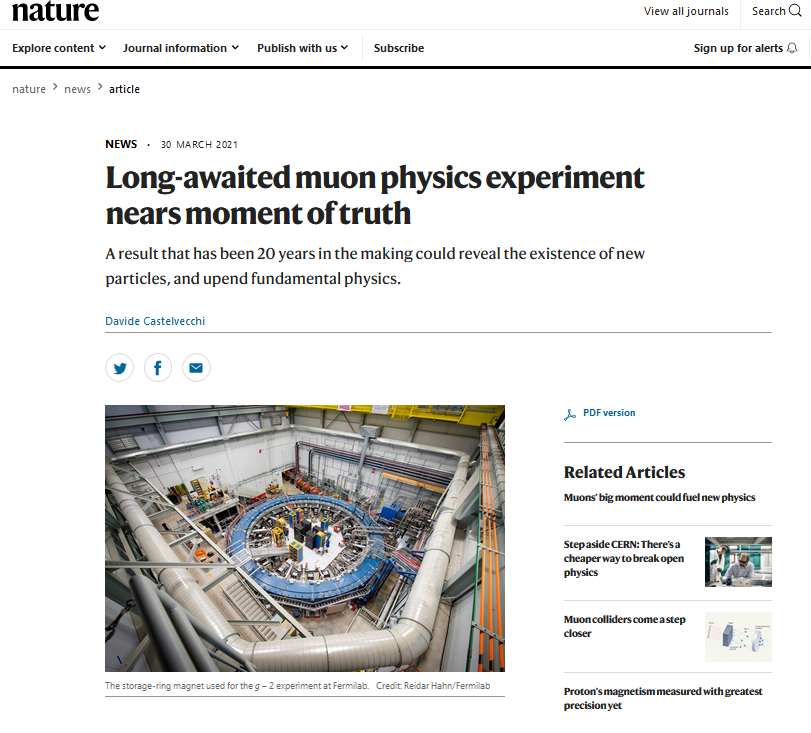 nature
View all journals
Search
Explore content
Journal information
Publish with us
Subscribe
Sign up for alerts
nature > news > article
NEWS · 30 MARCH 2021
Long-awaited muon physics experiment
nears moment of truth
A result that has been 20 years in the making could reveal the existence of new
particles, and upend fundamental physics.
Davide Castelvecchi
The storage-ring magnet used for the g – 2 experiment at Fermilab. Credit: Reidar Hahn/Fermilab
PDF version
Related Articles
Muons' big moment could fuel new physics
Step aside CERN: There's a
cheaper way to break open
physics
Muon colliders come a step
closer
Proton's magnetism measured with greatest
precision yet